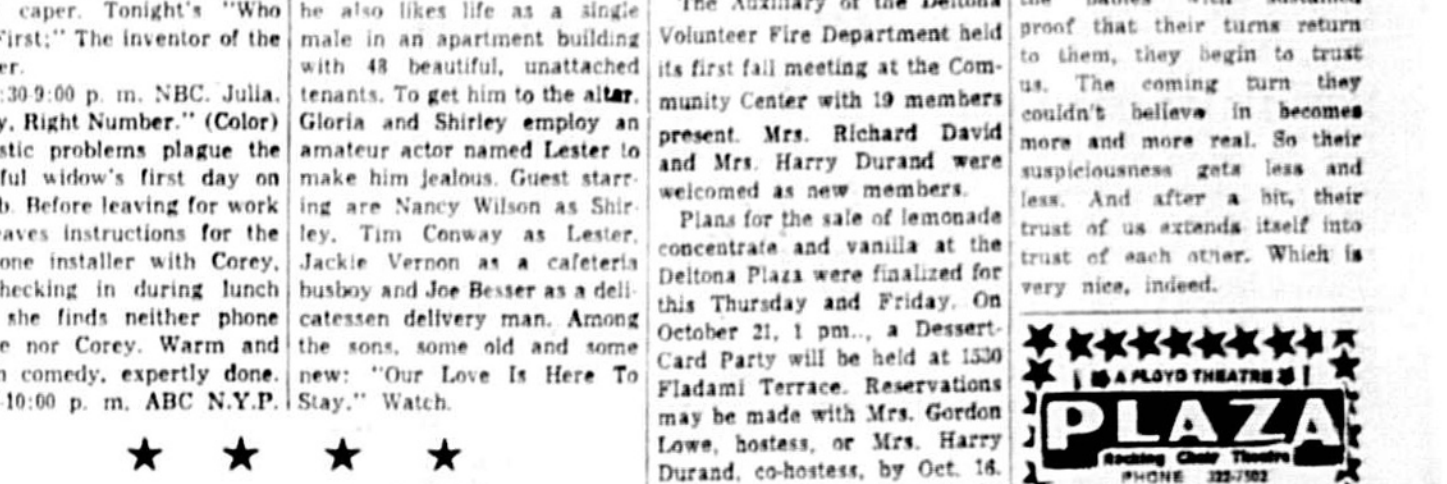 caper. Tonight's "Who
First;" The inventor of the
er.
:30-9:00 p. m. NBC. Julia.
y, Right Number." (Color)
stic problems plague the
ful widow's first day on
b. Before leaving for work
eaves instructions for the
one installer with Corey,
hecking in during lunch
she finds neither phone
e nor Corey. Warm and
n comedy, expertly done.
-10:00 p. m. ABC N.Y.P.
he also likes life as a single
male in an apartment building
with 48 beautiful, unattached
tenants. To get him to the altar,
Gloria and Shirley employ an
amateur actor named Lester to
make him jealous. Guest starr-
ing are Nancy Wilson as Shir-
ley, Tim Conway as Lester,
Jackie Vernon as a cafeteria
busboy and Joe Besser as a deli-
catessen delivery man. Among
the sons, some old and some
new: "Our Love Is Here To
Stay." Watch.
The Auxiliary of the Deltona
Volunteer Fire Department held
its first fall meeting at the Com-
munity Center with 19 members
present. Mrs. Richard David
and Mrs. Harry Durand were
welcomed as new members.
Plans for the sale of lemonade
concentrate and vanilla at the
Deltona Plaza were finalized for
this Thursday and Friday. On
October 21, 1 pm.., a Dessert-
Card Party will be held at 1530
Fladami Terrace. Reservations
may be made with Mrs. Gordon
Lowe, hostess, or Mrs. Harry
Durand, co-hostess, by Oct. 16.
proof that their turns return
to them, they begin to trust
us. The coming turn they
couldn't believe in becomes
more and more real. So their
suspiciousness gets less and
less. And after a bit, their
trust of us extends itself into
trust of each other. Which is
very nice, indeed.
A FLOYD THEATRE
PLAZA
Rocking Chair Theatre
PHONE 322-7502